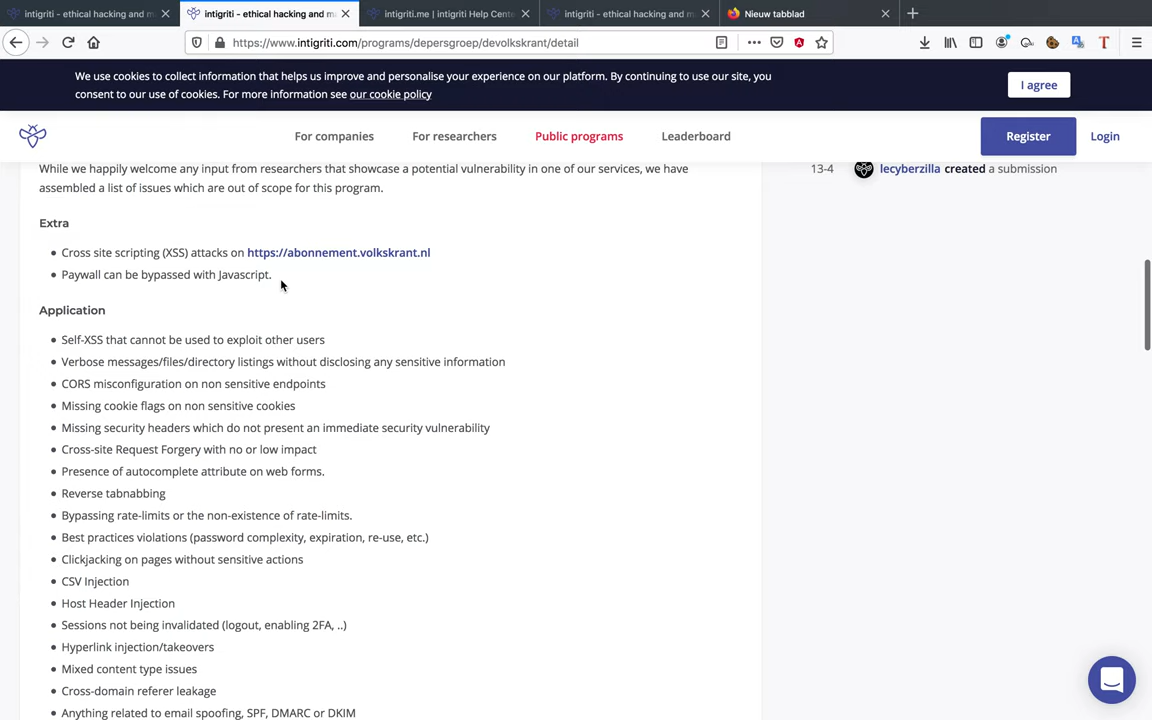 intigriti - ethical hacking and m
intigriti - ethical hacking and m
intigriti.me | intigriti Help Cent
intigriti - ethical hacking and m
Nieuw tabblad
https://www.intigriti.com/programs/depersgroep/devolkskrant/detail
We use cookies to collect information that helps us improve and personalise your experience on our platform. By continuing to use our site, you
consent to our use of cookies. For more information see our cookie policy
I agree
For companies
For researchers
Public programs
Leaderboard
Register
Login
While we happily welcome any input from researchers that showcase a potential vulnerability in one of our services, we have
assembled a list of issues which are out of scope for this program.
13-4
lecyberzilla created a submission
Extra
Cross site scripting (XSS) attacks on https://abonnement.volkskrant.nl
Paywall can be bypassed with Javascript.
Application
Self-XSS that cannot be used to exploit other users
Verbose messages/files/directory listings without disclosing any sensitive information
CORS misconfiguration on non sensitive endpoints
Missing cookie flags on non sensitive cookies
Missing security headers which do not present an immediate security vulnerability
Cross-site Request Forgery with no or low impact
Presence of autocomplete attribute on web forms.
Reverse tabnabbing
Bypassing rate-limits or the non-existence of rate-limits.
Best practices violations (password complexity, expiration, re-use, etc.)
Clickjacking on pages without sensitive actions
CSV Injection
Host Header Injection
Sessions not being invalidated (logout, enabling 2FA, ..)
Hyperlink injection/takeovers
Mixed content type issues
Cross-domain referer leakage
Anything related to email spoofing, SPF, DMARC or DKIM